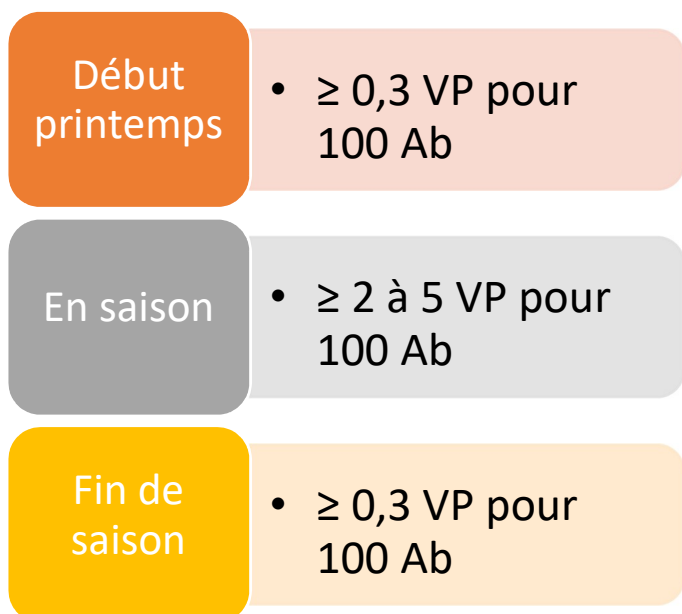 Début
printemps
• ≥ 0,3 VP pour
100 Ab
En saison
• ≥ 2 à 5 VP pour
100 Ab
Fin de
saison
• ≥ 0,3 VP pour
100 Ab